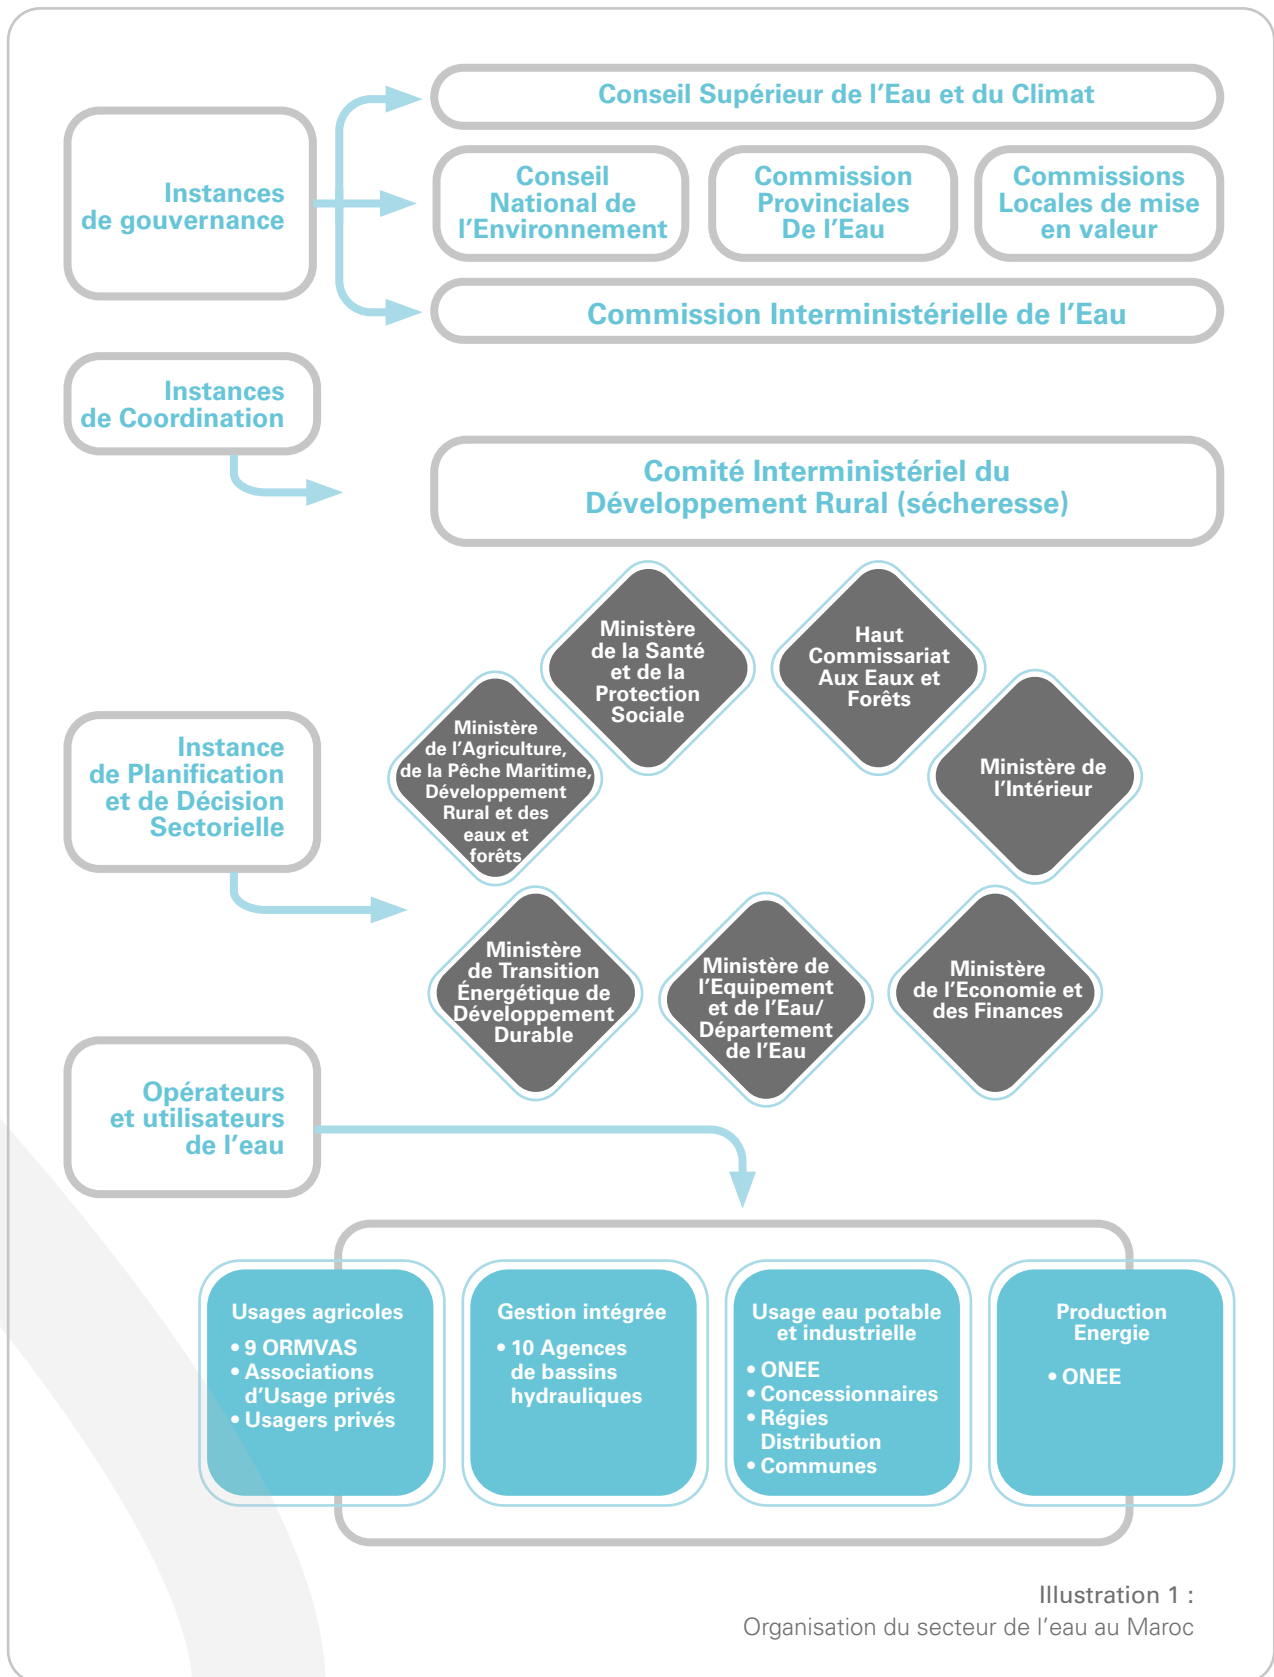 Instances
de gouvernance
Conseil Supérieur de l'Eau et du Climat
Conseil
National de
l'Environnement
Commission
Provinciales
De l'Eau
Commissions
Locales de mise
en valeur
Commission Interministérielle de l'Eau
Instances
de Coordination
Comité Interministériel du
Développement Rural (sécheresse)
Instance
de Planification
et de Décision
Sectorielle
Ministère
de l'Agriculture,
de la Pêche Maritime,
Développement
Rural et des
eaux et
forêts
Ministère
de la Santé
et de la
Protection
Sociale
Haut
Commissariat
Aux Eaux et
Forêts
Ministère de
l'Intérieur
Ministère
de Transition
Énergétique de
Développement
Durable
Ministère de
l'Equipement
et de l'Eau/
Département
de l'Eau
Ministère
de l'Economie et
des Finances
Opérateurs
et utilisateurs
de l'eau
Usages agricoles
• 9 ORMVAS
• Associations
d'Usage privés
• Usagers privés
Gestion intégrée
• 10 Agences
de bassins
hydrauliques
Usage eau potable
et industrielle
• ONEE
• Concessionnaires
• Régies
Distribution
• Communes
Production
Energie
• ONEE
Illustration 1 :
Organisation du secteur de l'eau au Maroc